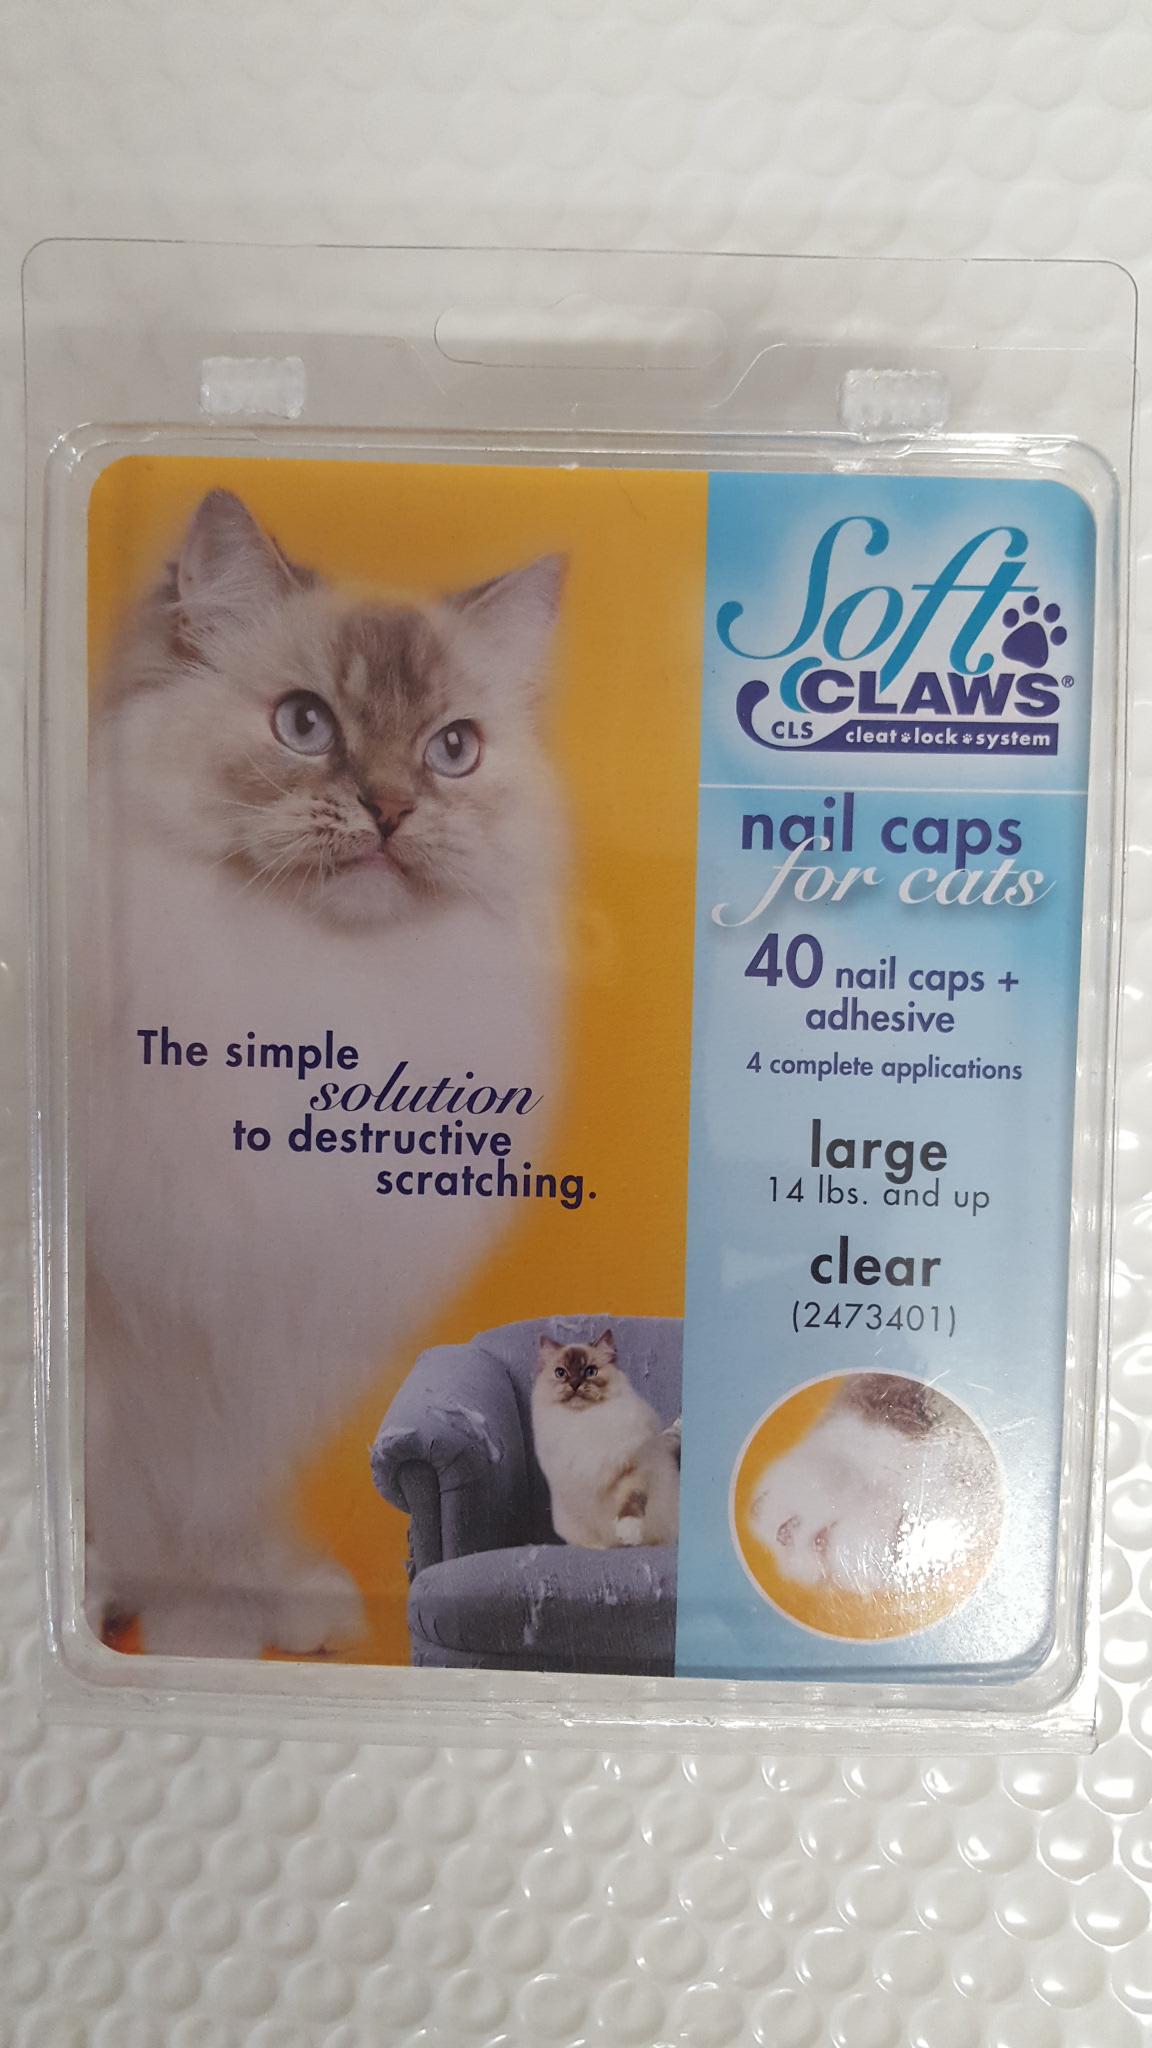 The simple
solution
to destructive
scratching.
Soft
CLAWS®
CLS cleat lock system
nail caps
for cats
40 nail caps +
adhesive
4 complete applications
large
14 lbs. and up
clear
(2473401)